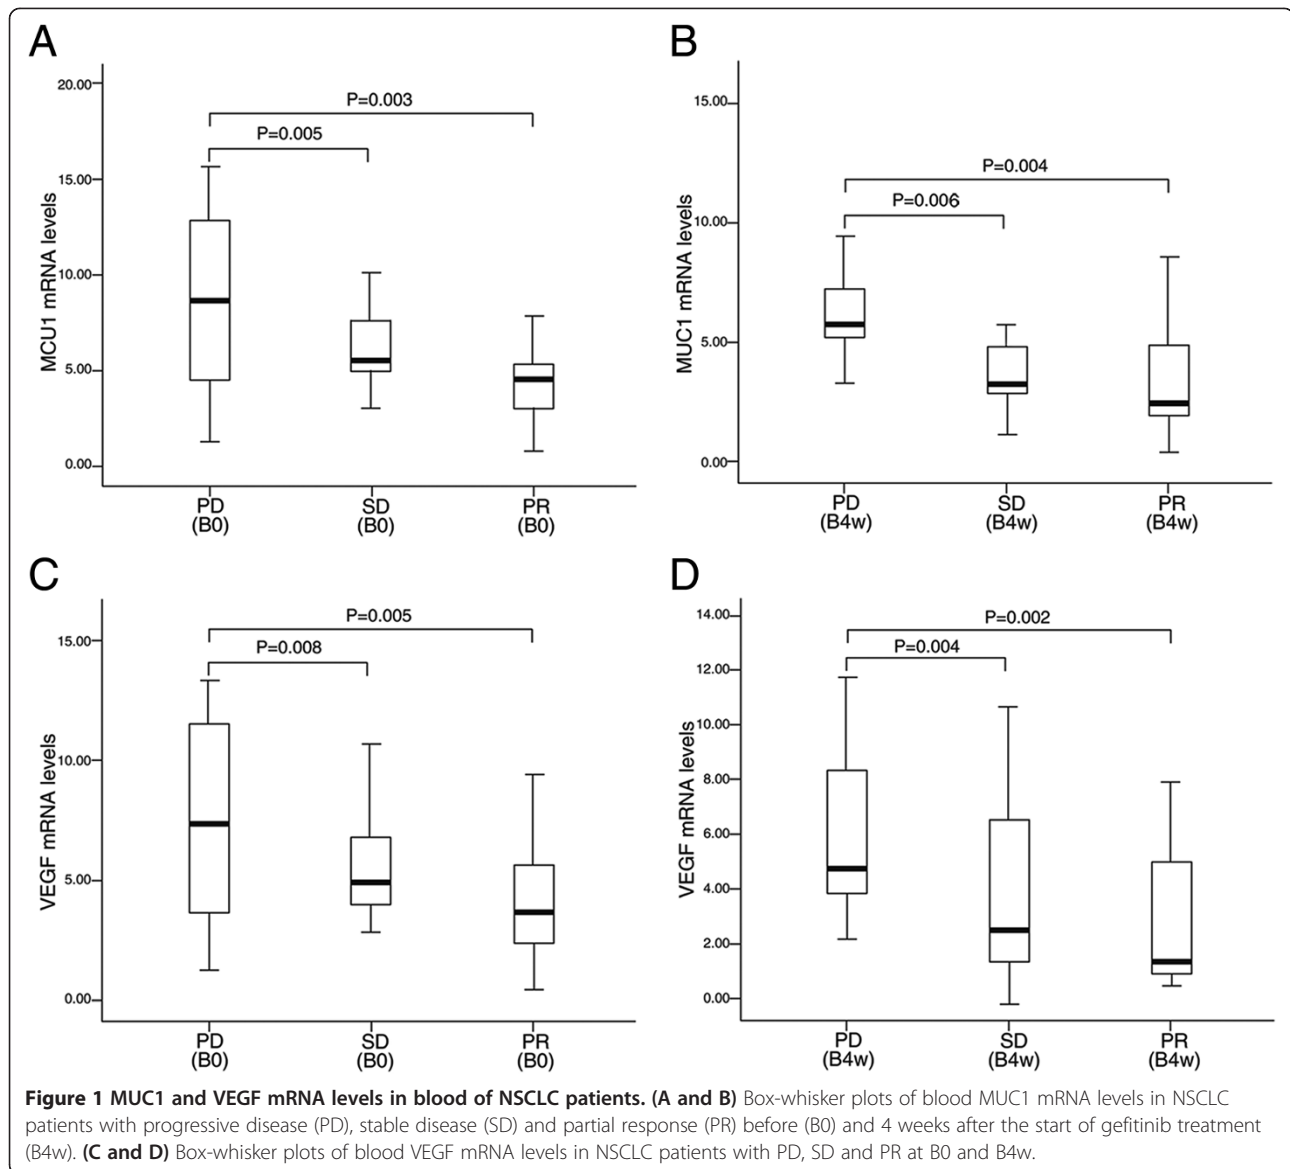 A
20.00
15.00
10.00
5.00
0.00
MCU1 mRNA levels
P=0.003
P=0.005
PD
(B0)
SD
(B0)
PR
(B0)
B
15.00
10.00
5.00
0.00
MUC1 mRNA levels
P=0.004
P=0.006
PD
(B4w)
SD
(B4w)
PR
(B4w)
C
15.00
10.00
5.00
0.00
VEGF mRNA levels
P=0.005
P=0.008
PD
(B0)
SD
(B0)
PR
(B0)
D
14.00
12.00
10.00
8.00
6.00
4.00
2.00
0.00
VEGF mRNA levels
P=0.002
P=0.004
PD
(B4w)
SD
(B4w)
PR
(B4w)
Figure 1 MUC1 and VEGF mRNA levels in blood of NSCLC patients. (A and B) Box-whisker plots of blood MUC1 mRNA levels in NSCLC
patients with progressive disease (PD), stable disease (SD) and partial response (PR) before (B0) and 4 weeks after the start of gefitinib treatment
(B4w). (C and D) Box-whisker plots of blood VEGF mRNA levels in NSCLC patients with PD, SD and PR at B0 and B4w.